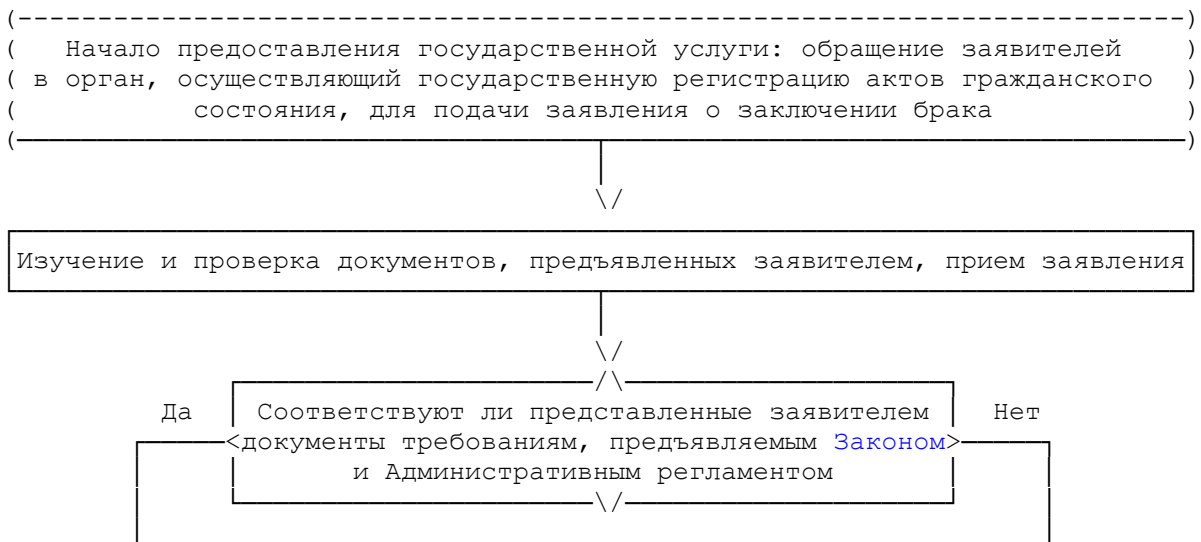 Начало предоставления государственной услуги: обращение заявителей
в орган, осуществляющий государственную регистрацию актов гражданского
состояния, для подачи заявления о заключении брака
Изучение и проверка документов, предъявленных заявителем, прием заявления
Да
Соответствуют ли представленные заявителем
Нет
документы требованиям, предъявляемым Законом
и Административным регламентом